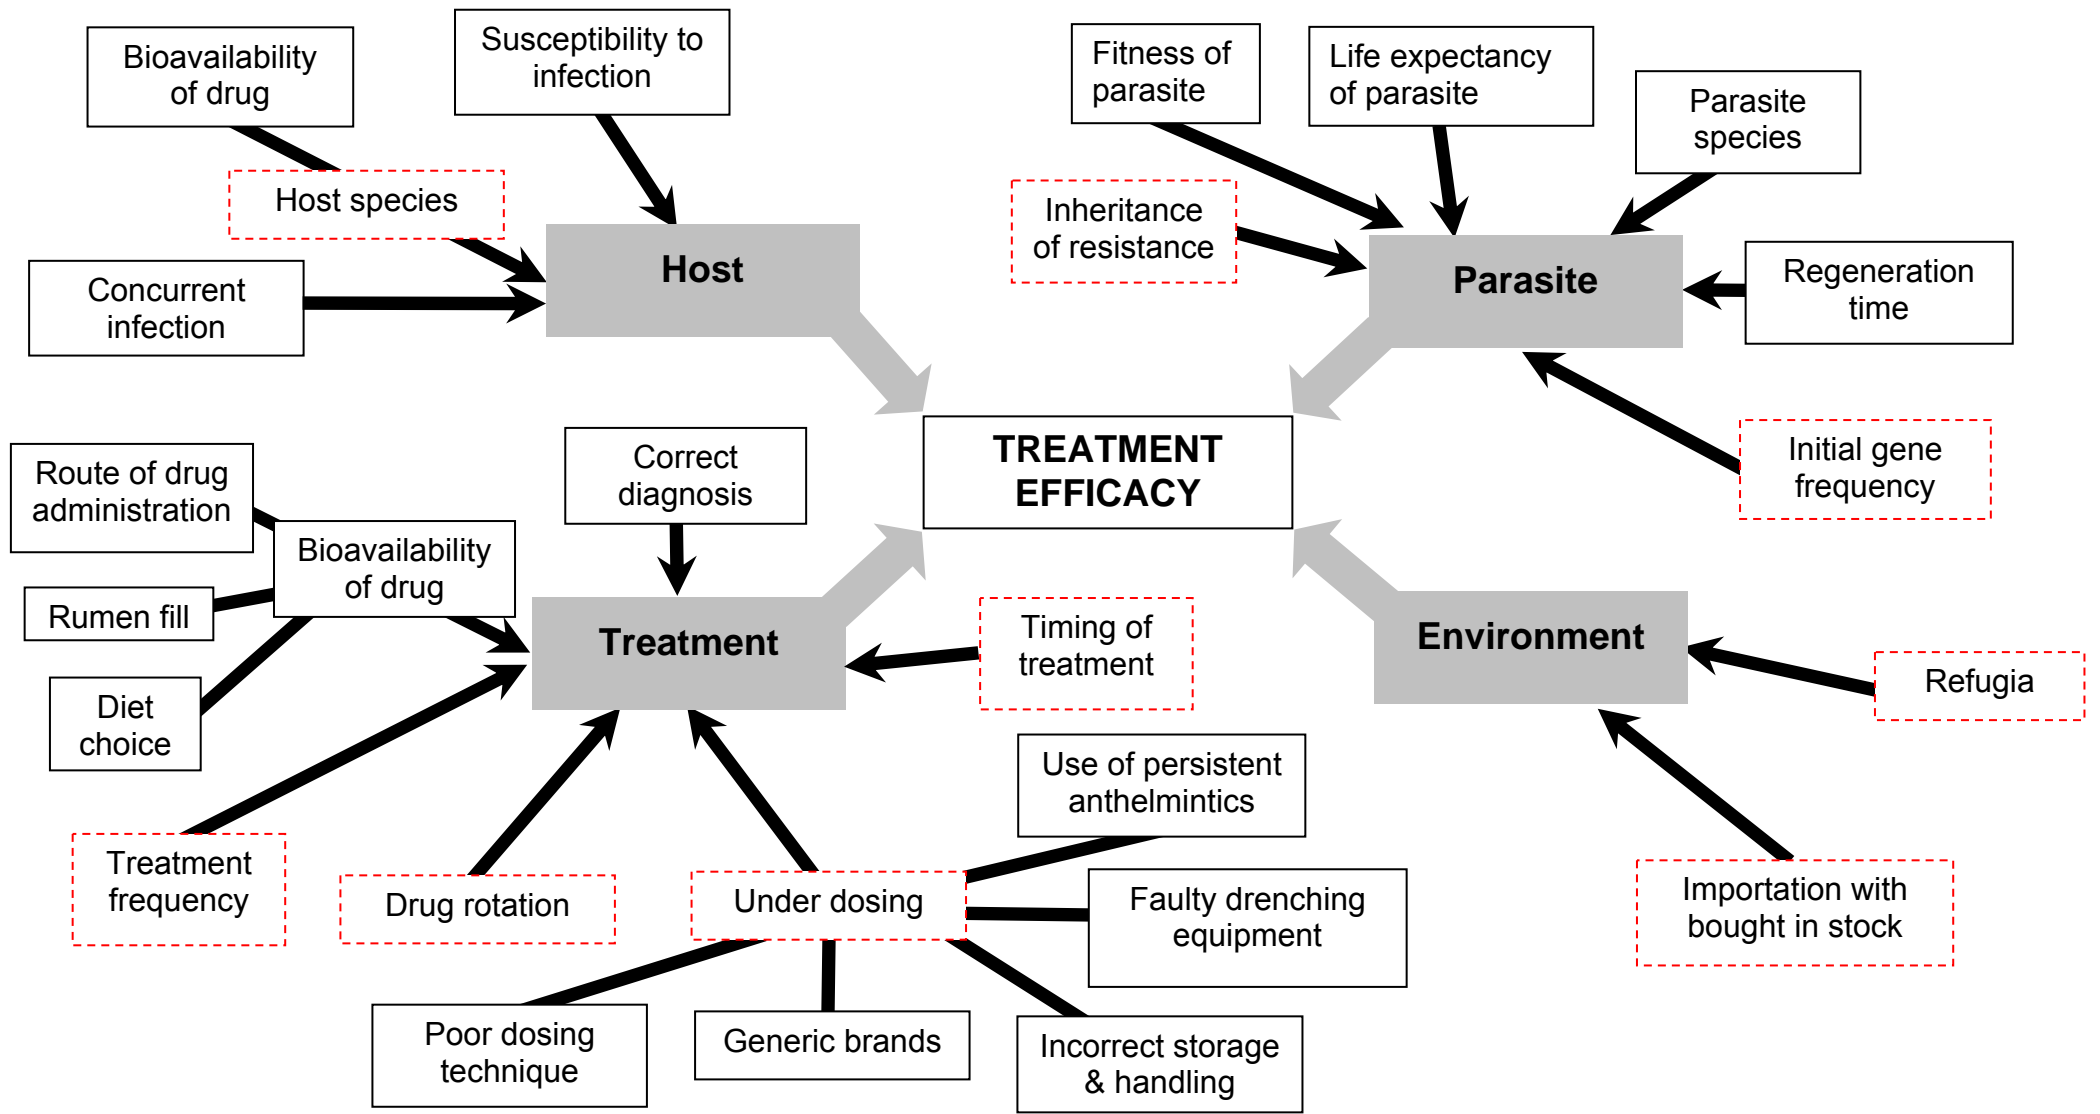 Bioavailability
of drug
Susceptibility to
infection
Host species
Concurrent
infection
Host
Fitness of
parasite
Life expectancy
of parasite
Parasite
species
Inheritance
of resistance
Parasite
Regeneration
time
Initial gene
frequency
TREATMENT
EFFICACY
Route of drug
administration
Correct
diagnosis
Bioavailability
of drug
Rumen fill
Diet
choice
Treatment
Timing of
treatment
Environment
Refugia
Use of persistent
anthelmintics
Treatment
frequency
Drug rotation
Under dosing
Faulty drenching
equipment
Importation with
bought in stock
Poor dosing
technique
Generic brands
Incorrect storage
& handling